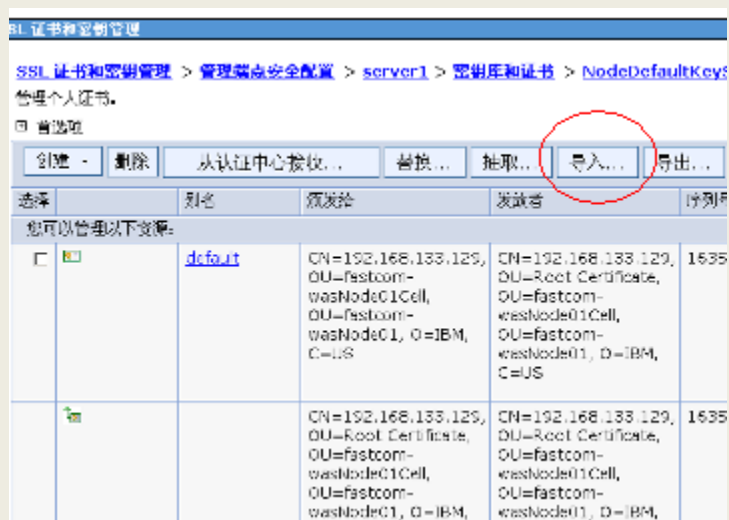 SSL 证书和密钥管理
SSL 证书和密钥管理 > 管理端点安全配置 > server1 > 密钥库和证书 > NodeDefaultKeyS
管理个人证书。
首选项
创建 删除 从认证中心接收... 替换... 抽取... 导入... 导出...
选择 别名 颁发给 发放者 序列号
您可以管理以下资源:
default CN=192.168.133.129, CN=192.168.133.129, 1635
OU=fastcom- OU=Root Certificate,
wasNode01Cell, OU=fastcom-
OU=fastcom- wasNode01Cell,
wasNode01, O=IBM, OU=fastcom-
C=US wasNode01, O=IBM,
C=US
CN=192.168.133.129, CN=192.168.133.129, 1635
OU=Root Certificate, OU=Root Certificate,
OU=fastcom- OU=fastcom-
wasNode01Cell, wasNode01Cell,
OU=fastcom- OU=fastcom-
wasNode01, O=IBM, wasNode01, O=IBM,